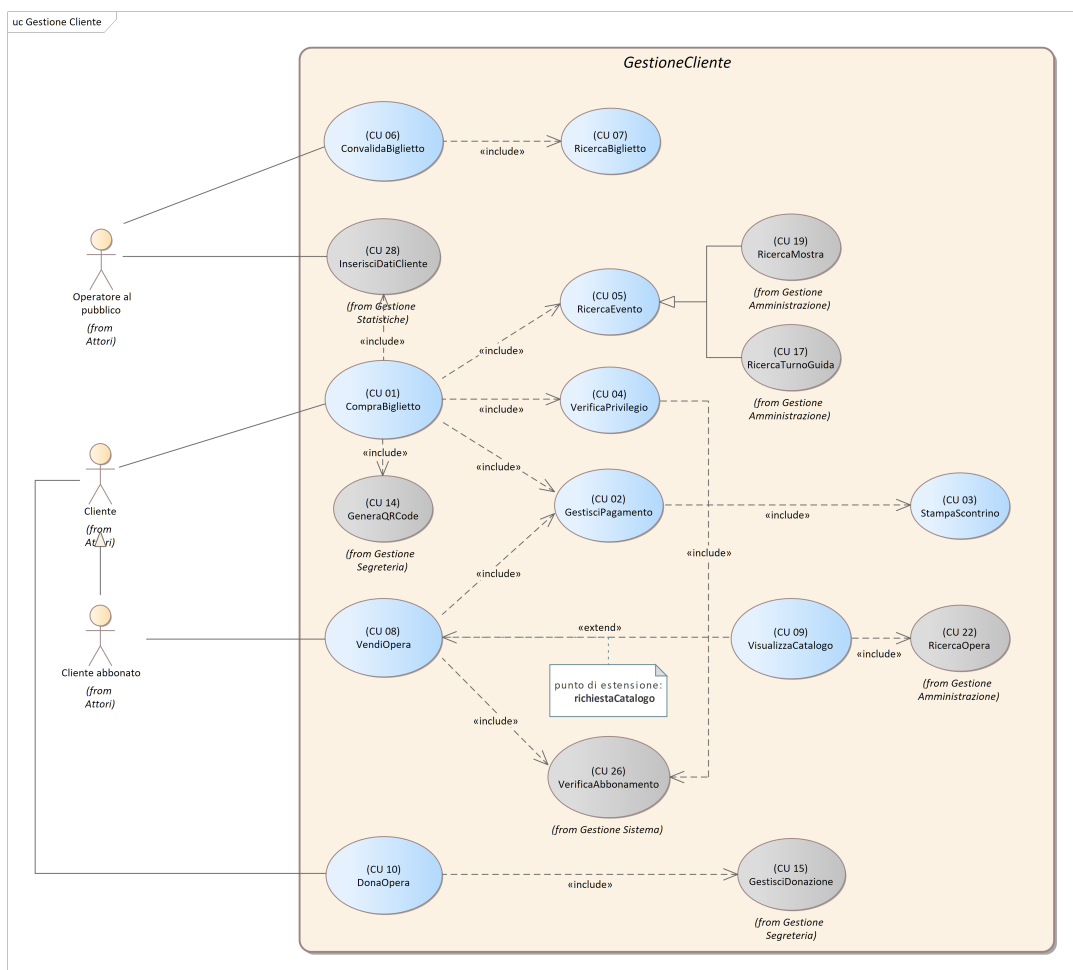 uc Gestione Cliente
GestioneCliente
(CU 06)
ConvalidaBiglietto
«include»
(CU 07)
RicercaBiglietto
Operatore al
pubblico
(from
Attori)
(CU 28)
InserisciDatiCliente
(from Gestione
Statistiche)
«include»
(CU 05)
RicercaEvento
«include»
(CU 19)
RicercaMostra
(from Gestione
Amministrazione)
(CU 17)
RicercaTurnoGuida
(from Gestione
Amministrazione)
(CU 01)
CompraBiglietto
«include»
(CU 04)
VerificaPrivilegio
«include»
«include»
Cliente
(from
Attori)
(CU 14)
GeneraQRCode
(from Gestione
Segreteria)
(CU 02)
GestisciPagamento
«include»
(CU 03)
StampaScontrino
«include»
«include»
Cliente abbonato
(from
Attori)
(CU 08)
VendiOpera
«extend»
(CU 09)
VisualizzaCatalogo
«include»
(CU 22)
RicercaOpera
(from Gestione
Amministrazione)
punto di estensione:
richiestaCatalogo
«include»
(CU 26)
VerificaAbbonamento
(from Gestione Sistema)
(CU 10)
DonaOpera
«include»
(CU 15)
GestisciDonazione
(from Gestione
Segreteria)